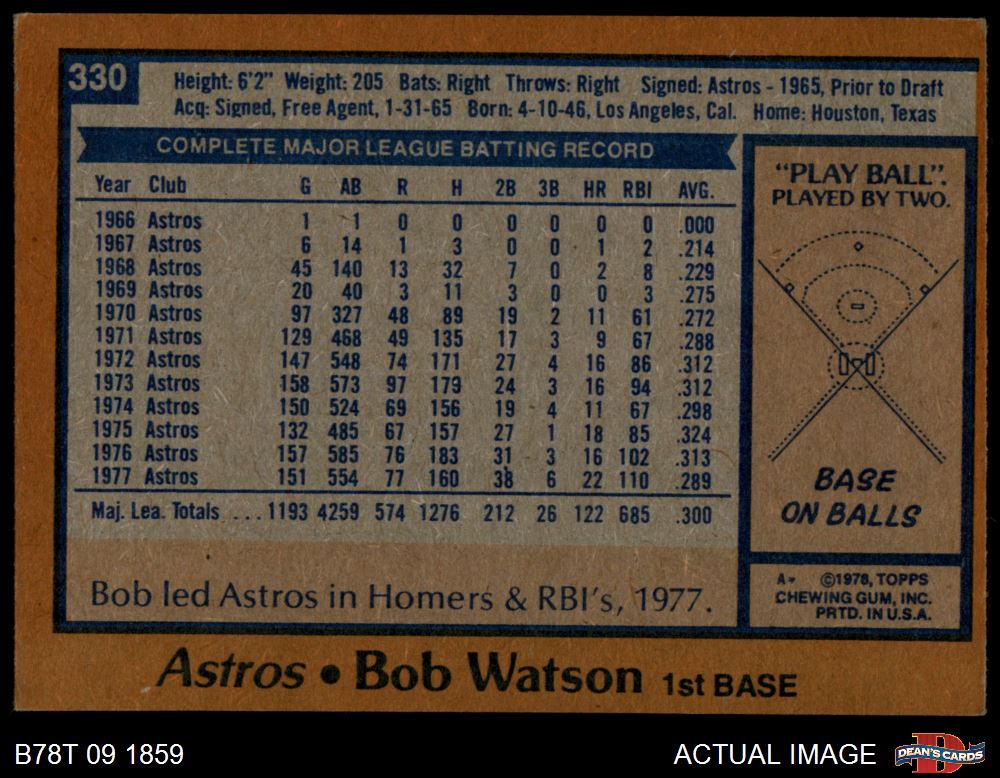 330
Height: 6'2" Weight: 205 Bats: Right Throws: Right Signed: Astros - 1965, Prior to Draft
Acq: Signed, Free Agent, 1-31-65 Born: 4-10-46, Los Angeles, Cal. Home: Houston, Texas
COMPLETE MAJOR LEAGUE BATTING RECORD
Year Club G AB R H 2B 3B HR RBI AVG.
1966 Astros 1 1 0 0 0 0 0 0 .000
1967 Astros 6 14 1 3 0 0 1 2 .214
1968 Astros 45 140 13 32 7 0 2 8 .229
1969 Astros 20 40 3 11 3 0 0 3 .275
1970 Astros 97 327 48 89 19 2 11 61 .272
1971 Astros 129 468 49 135 17 3 9 67 .288
1972 Astros 147 548 74 171 27 4 16 86 .312
1973 Astros 158 573 97 179 24 3 16 94 .312
1974 Astros 150 524 69 156 19 4 11 67 .298
1975 Astros 132 485 67 157 27 1 18 85 .324
1976 Astros 157 585 76 183 31 3 16 102 .313
1977 Astros 151 554 77 160 38 6 22 110 .289
Maj. Lea. Totals ....1193 4259 574 1276 212 26 122 685 .300
Bob led Astros in Homers & RBI's, 1977.
"PLAY BALL".
PLAYED BY TWO.
BASE
ON BALLS
A* ©1978, TOPPS
CHEWING GUM, INC.
PRTD. IN U.S.A.
Astros • Bob Watson 1st BASE
B78T 09 1859
ACTUAL IMAGE
DEAN'S CARDS